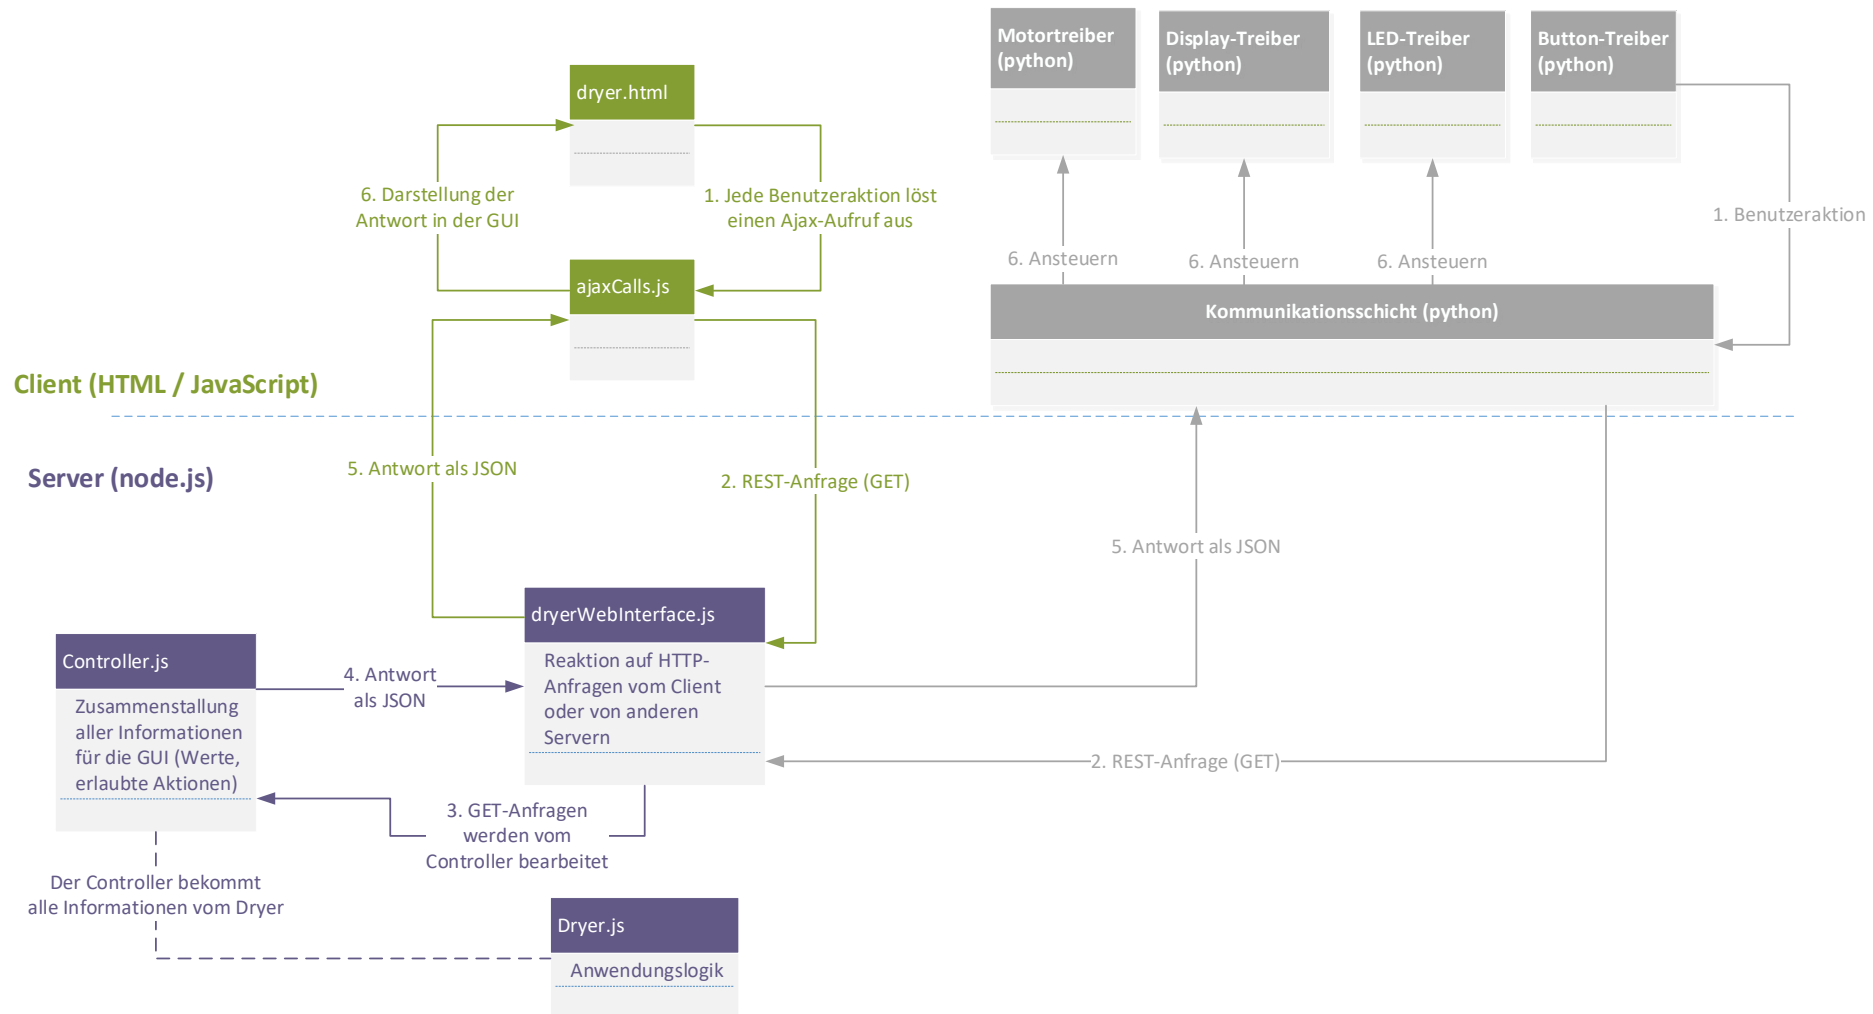 Motortreiber
(python)
Display-Treiber
(python)
LED-Treiber
(python)
Button-Treiber
(python)
dryer.html
6. Darstellung der
Antwort in der GUI
1. Jede Benutzeraktion löst
einen Ajax-Aufruf aus
1. Benutzeraktion
6. Ansteuern
6. Ansteuern
6. Ansteuern
ajaxCalls.js
Kommunikationsschicht (python)
Client (HTML / JavaScript)
Server (node.js)
5. Antwort als JSON
2. REST-Anfrage (GET)
5. Antwort als JSON
dryerWebInterface.js
Reaktion auf HTTP-
Anfragen vom Client
oder von anderen
Servern
Controller.js
Zusammenstallung
aller Informationen
für die GUI (Werte,
erlaubte Aktionen)
4. Antwort
als JSON
2. REST-Anfrage (GET)
3. GET-Anfragen
werden vom
Controller bearbeitet
Der Controller bekommt
alle Informationen vom Dryer
Dryer.js
Anwendungslogik